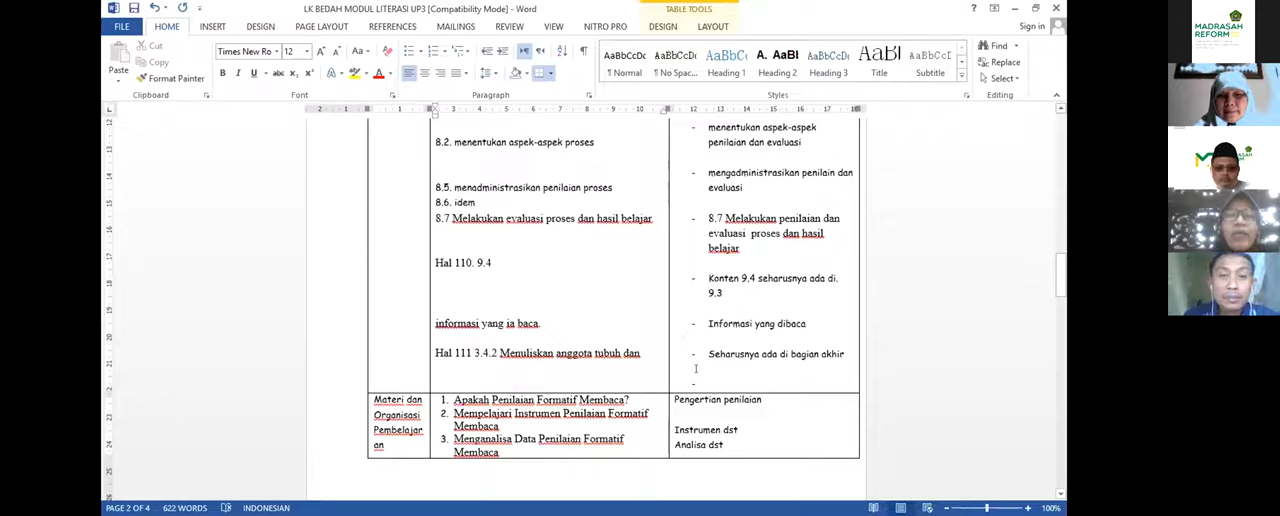 LK BEDAH MODUL LITERASI UP3 [Compatibility Mode] - Word
TABLE TOOLS
Sign in
FILE HOME INSERT DESIGN PAGE LAYOUT REFERENCES MAILINGS REVIEW VIEW NITRO PRO DESIGN LAYOUT
Cut
Copy
Format Painter
Paste
Clipboard
Times New Ro 12
Font
Paragraph
AaBbCcDc AaBbCcDc AaBbC AaBbCcDc AaBbCcD
¶ Normal ¶ No Spac... Heading 1 Heading 2 Heading 3 Title Subtitle
Styles
Find
Replace
Select
Editing
8.2. menentukan aspek-aspek proses
8.5. menadministrasikan penilaian proses
8.6. idem
8.7 Melakukan evaluasi proses dan hasil belajar
Hal 110. 9.4
informasi yang ia baca.
Hal 111 3.4.2 Menuliskan anggota tubuh dan
- menentukan aspek-aspek
penilaian dan evaluasi
- mengadministrasikan penilain dan
evaluasi
- 8.7 Melakukan penilaian dan
evaluasi proses dan hasil
belajar
- Konten 9.4 seharusnya ada di.
9.3
- Informasi yang dibaca
- Seharusnya ada di bagian akhir
-
Materi dan
Organisasi
Pembelajar
an
1. Apakah Penilaian Formatif Membaca?
2. Mempelajari Instrumen Penilaian Formatif
Membaca
3. Menganalisa Data Penilaian Formatif
Membaca
Pengertian penilaian
Instrumen dst
Analisa dst
PAGE 2 OF 4 622 WORDS INDONESIAN
100%
MADRASAH
REFORM